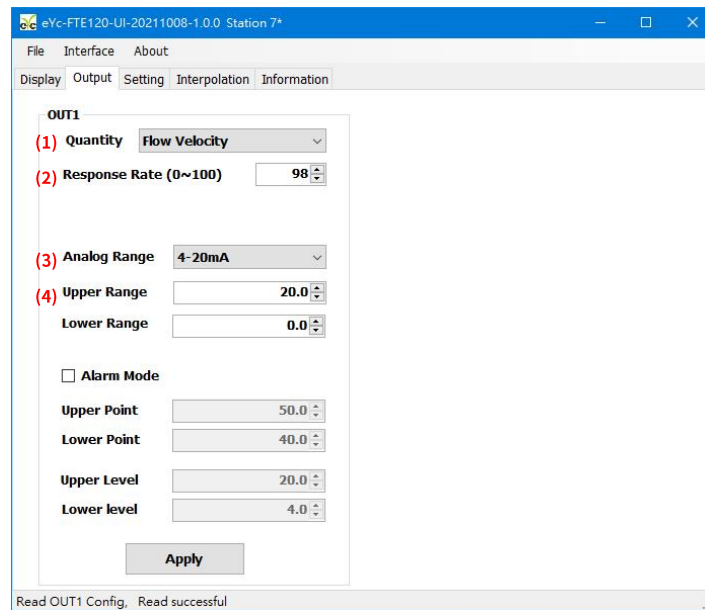 eYc eYc-FTE120-UI-20211008-1.0.0 Station 7*
File Interface About
Display Output Setting Interpolation Information
OUT1
(1) Quantity Flow Velocity
(2) Response Rate (0~100) 98
(3) Analog Range 4-20mA
(4) Upper Range 20.0
Lower Range 0.0
Alarm Mode
Upper Point 50.0
Lower Point 40.0
Upper Level 20.0
Lower level 4.0
Apply
Read OUT1 Config, Read successful